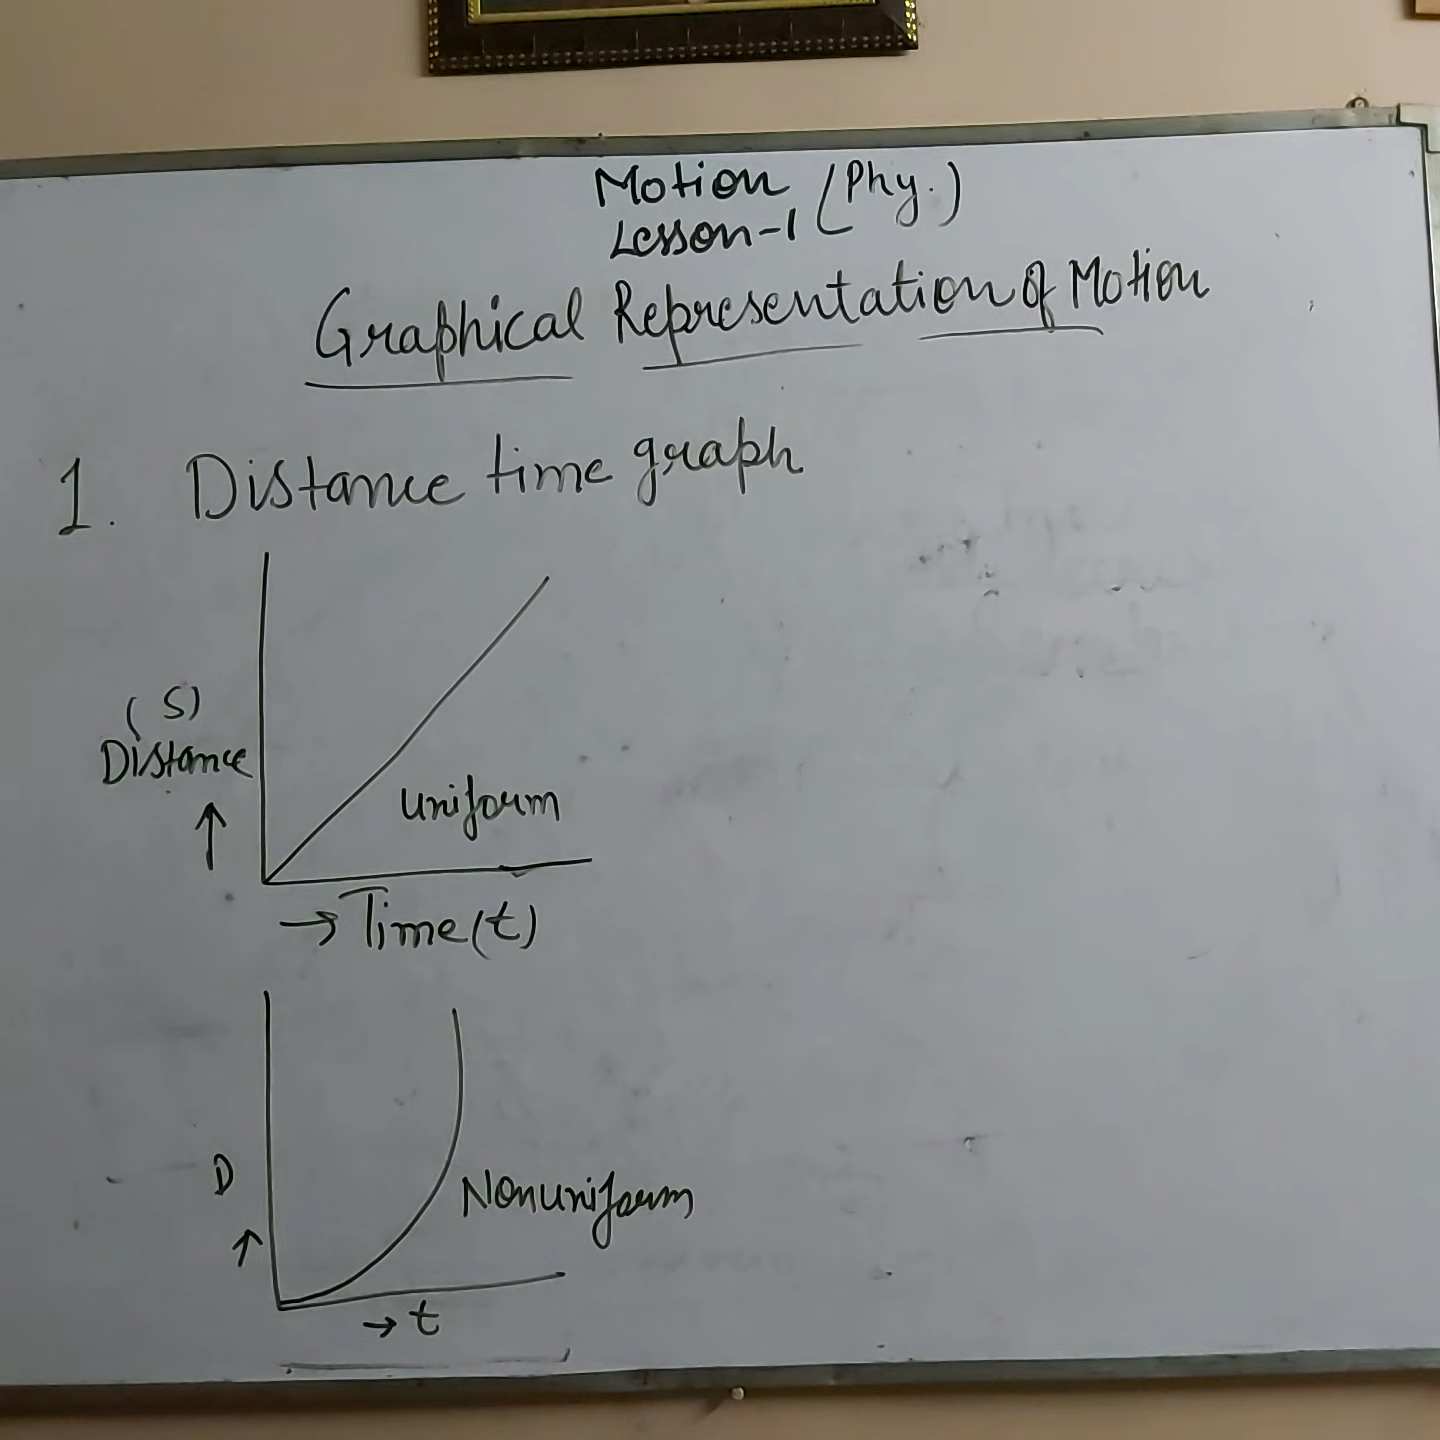 Motion (Phy.)
Lesson-1
Graphical Representation of Motion
1. Distance time graph
(S)
Distance
↑
uniform
→ Time(t)
D
↑
Nonuniform
→ t